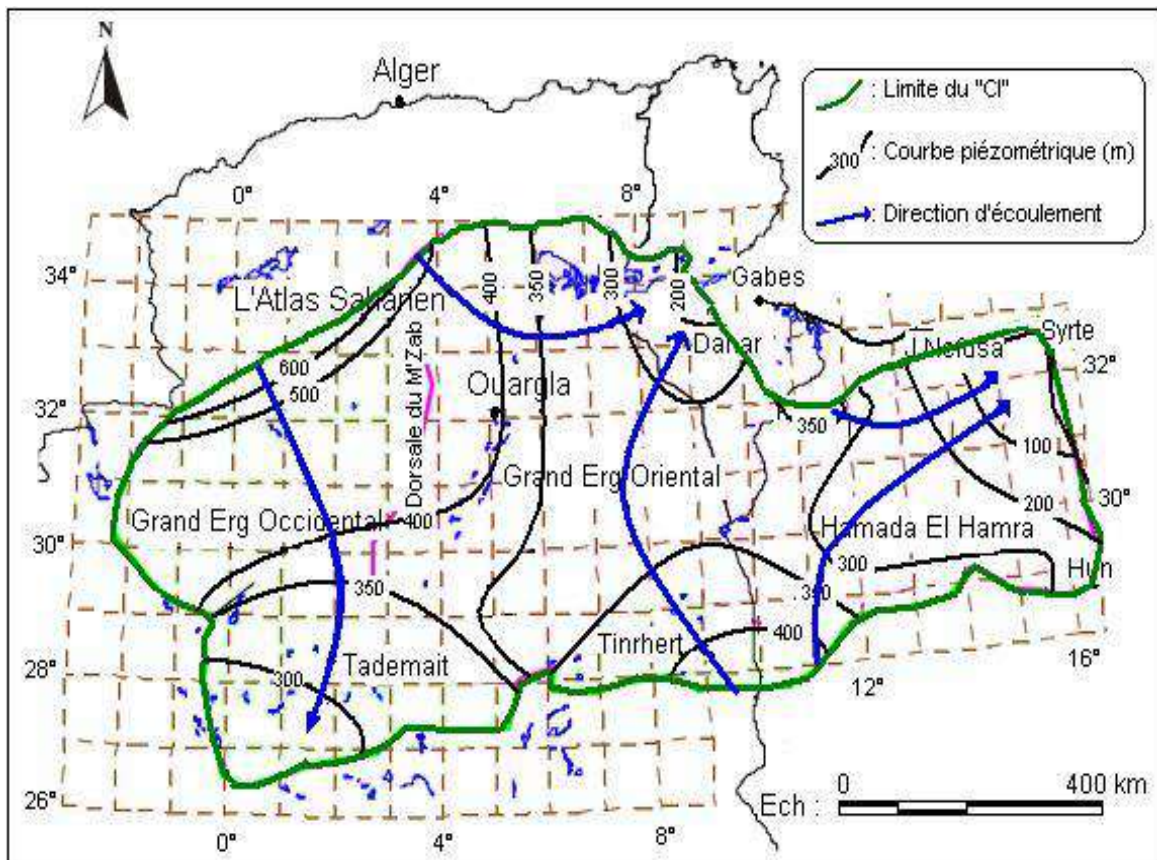 N
Alger
: Limite du "CI"
300 : Courbe piézométrique (m)
: Direction d'écoulement
0°
4°
8°
34°
L'Atlas Saharien
400
350
300
200
Gabes
Dahar
J Nefusa
Syrte
32°
600
500
Dorsale du M'Zab
Ouargla
32°
350
100
Grand Erg Oriental
30°
200
Grand Erg Occidental
400
Hamada El Hamra
30°
300
Hun
350
350
Tinrhert
400
28°
Tademait
16°
300
12°
26°
0
400 km
Ech :
0°
4°
8°